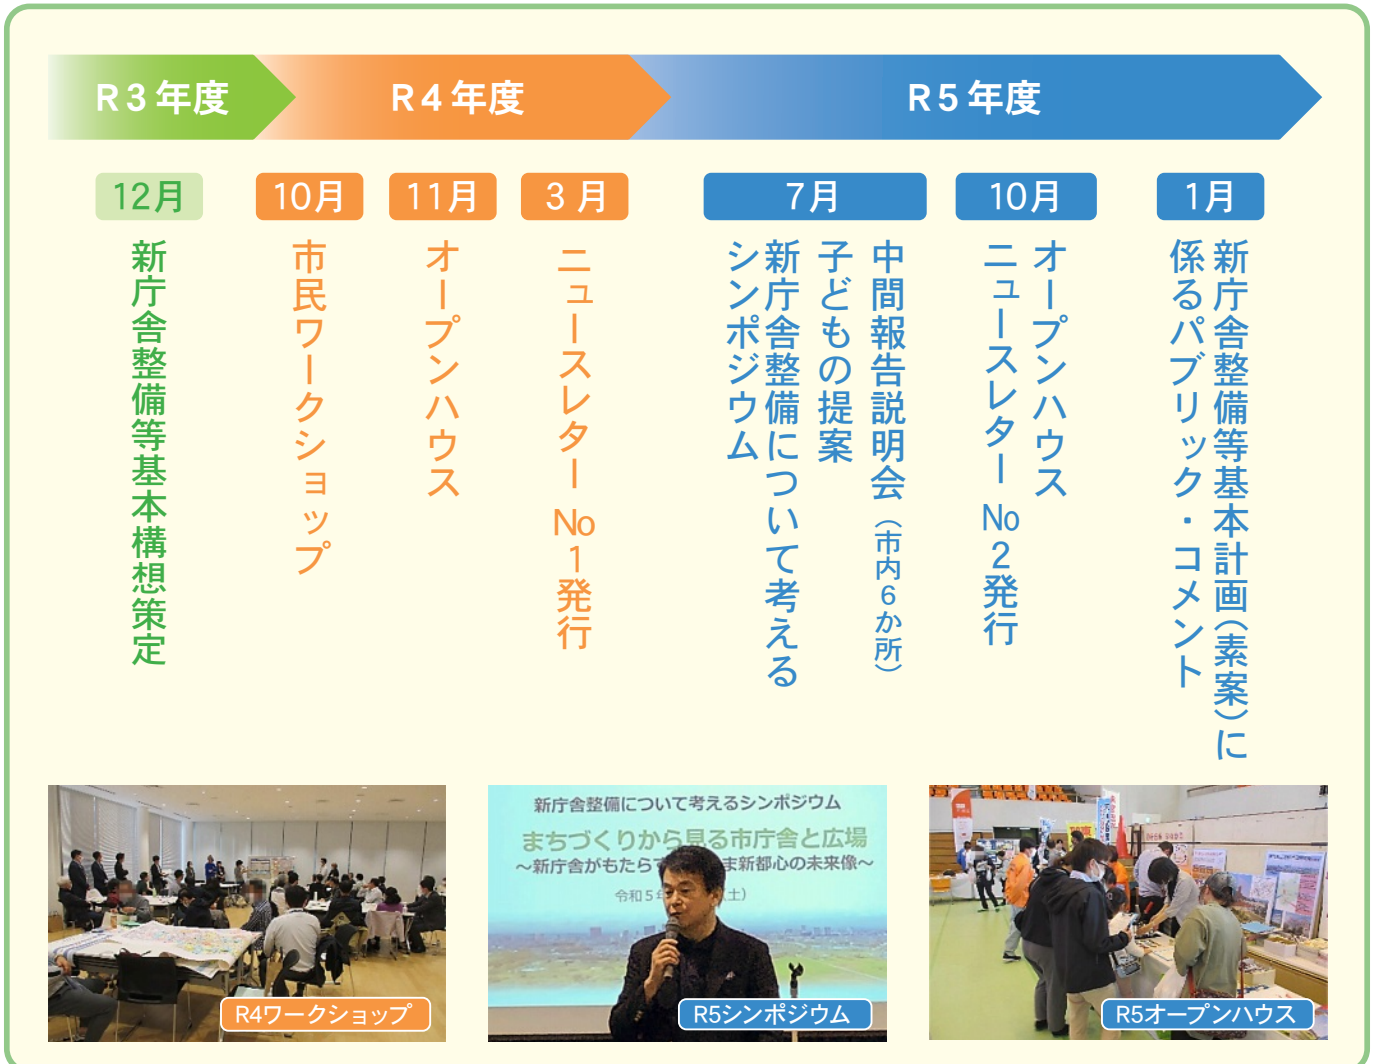 R3年度
R4年度
R5年度
12月
新庁舎整備等基本構想策定
10月
市民ワークショップ
11月
オープンハウス
3月
ニュースレター No1発行
7月
中間報告説明会（市内6か所）
子どもの提案
新庁舎整備について考える
シンポジウム
10月
オープンハウス
ニュースレター No2発行
1月
新庁舎整備等基本計画（素案）に
係るパブリック・コメント
R4ワークショップ
新庁舎整備について考えるシンポジウム
まちづくりから見る市庁舎と広場
～新庁舎がもたらす
ま新都心の未来像～
令和5
土）
R5シンポジウム
R5オープンハウス